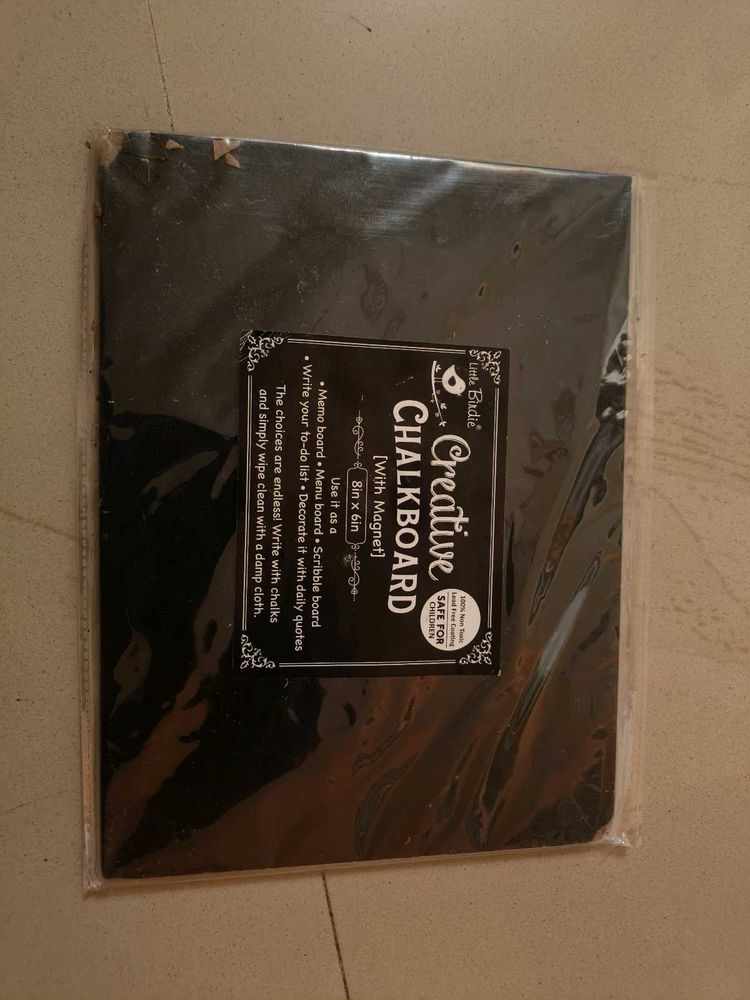 Little Birdie®
Creative
CHALKBOARD
[With Magnet]
8in x 6in
Use it as a
• Memo board • Menu board • Scribble board
• Write your to-do list • Decorate it with daily quotes
The choices are endless! Write with chalks
and simply wipe clean with a damp cloth.
100% Non Toxic
Lead Free Coating
SAFE FOR
CHILDREN